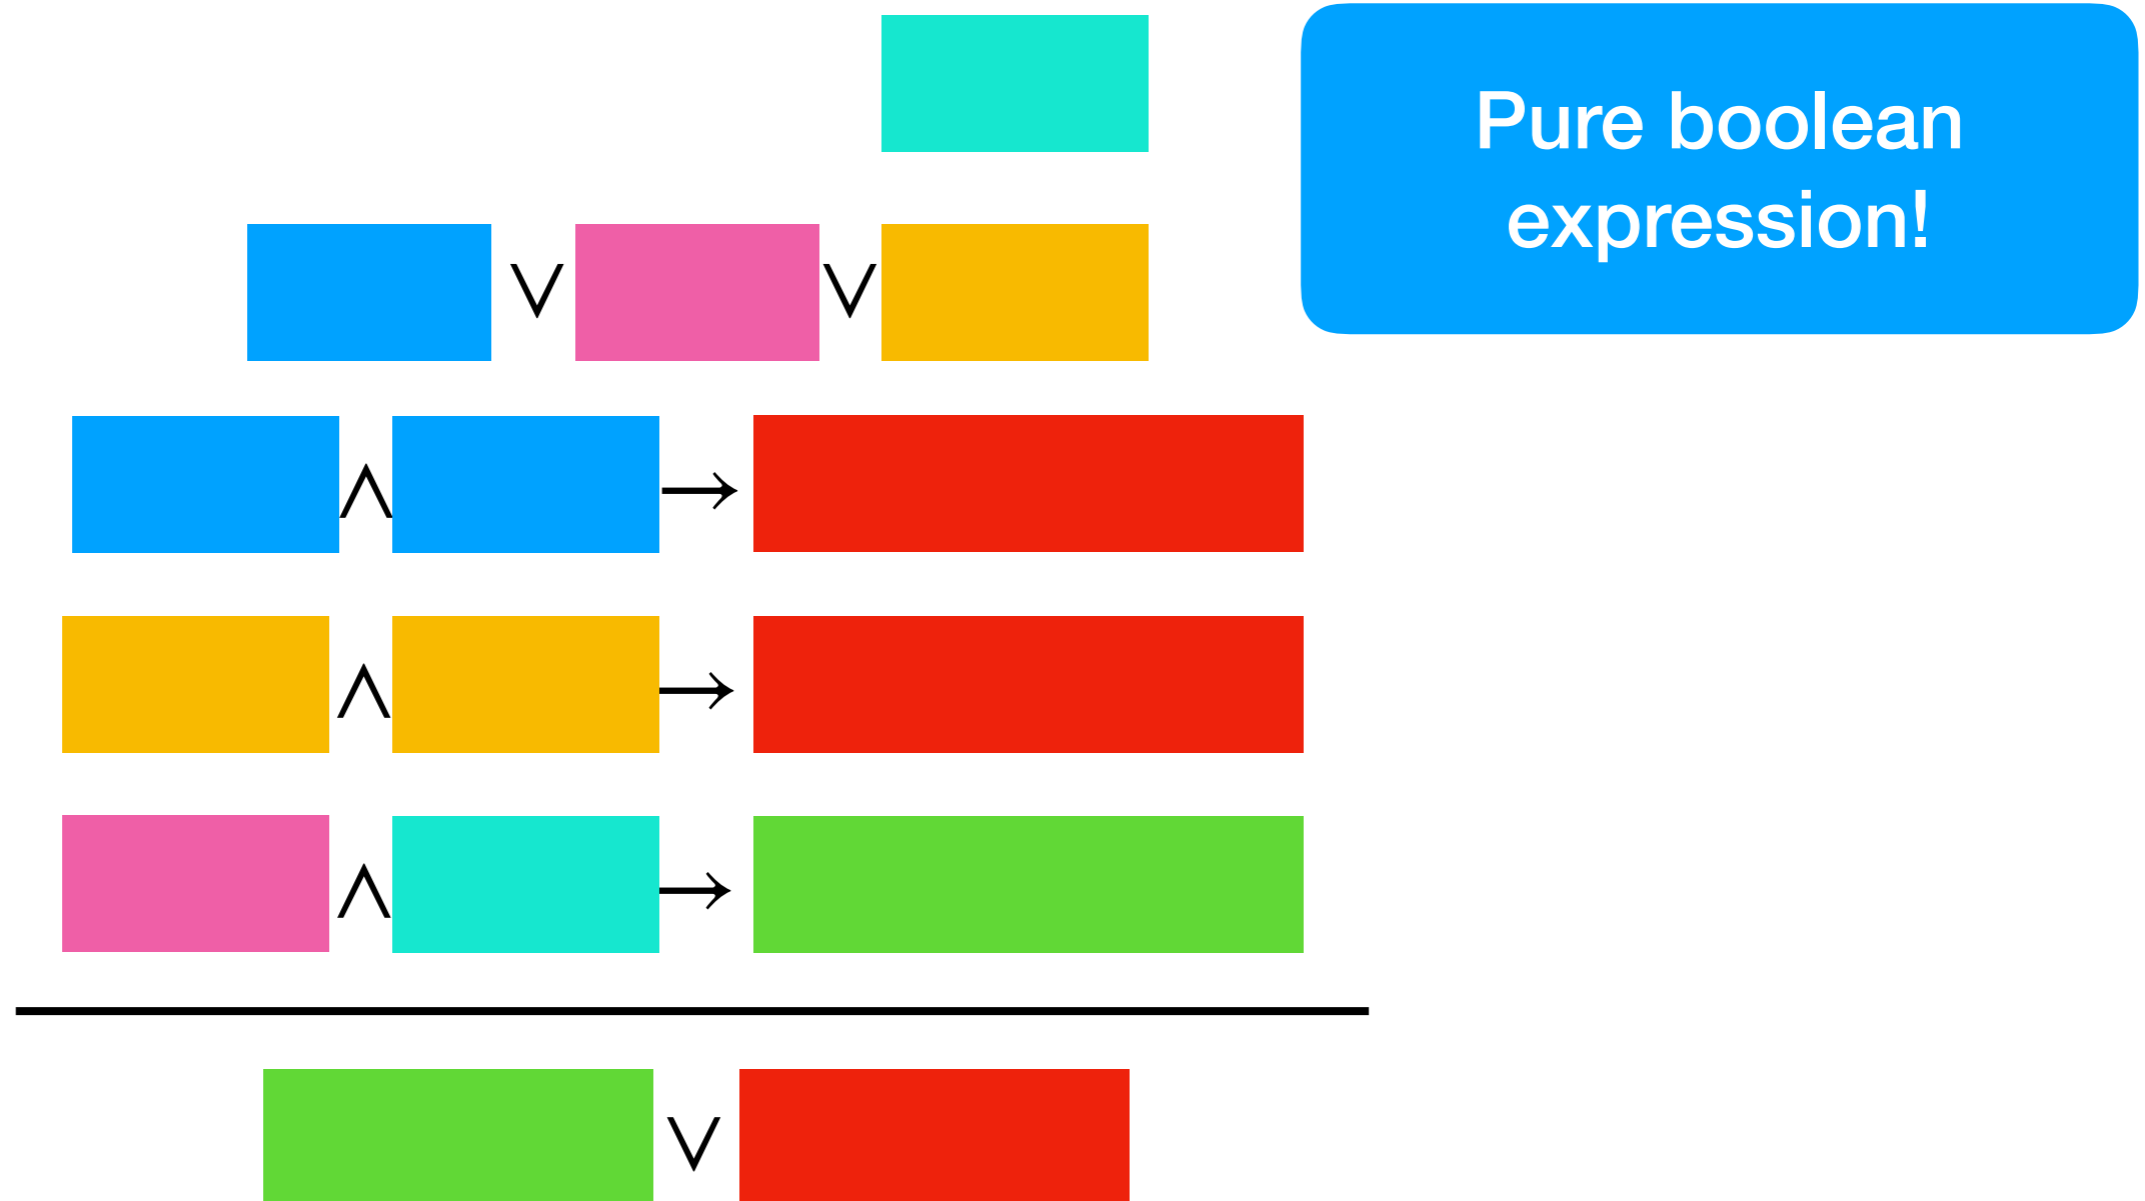 Pure boolean
expression!
∨ ∨
∧ →
∧ →
∧ →
∨